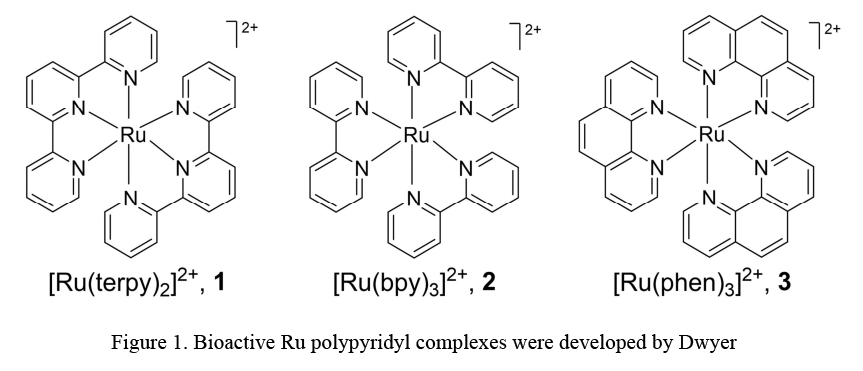 2+ 2+ 2+
N N N N N N Ru
N N N N N N Ru
N N N N N N Ru
[Ru(terpy)2]2+, 1 [Ru(bpy)3]2+, 2 [Ru(phen)3]2+, 3
Figure 1. Bioactive Ru polypyridyl complexes were developed by Dwyer